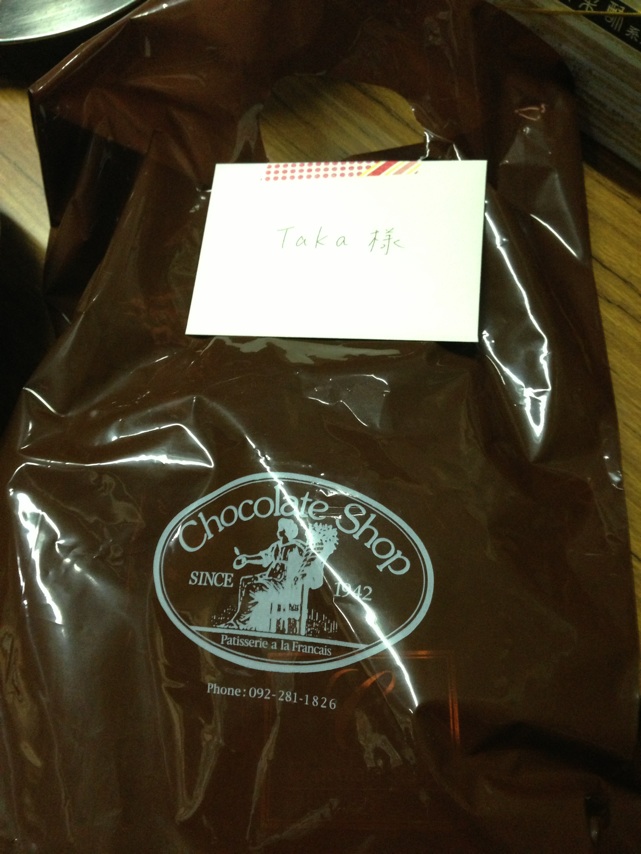 Taka 様
Chocolate Shop
SINCE 1942
Patisserie a la Francais
Phone: 092-281-1826